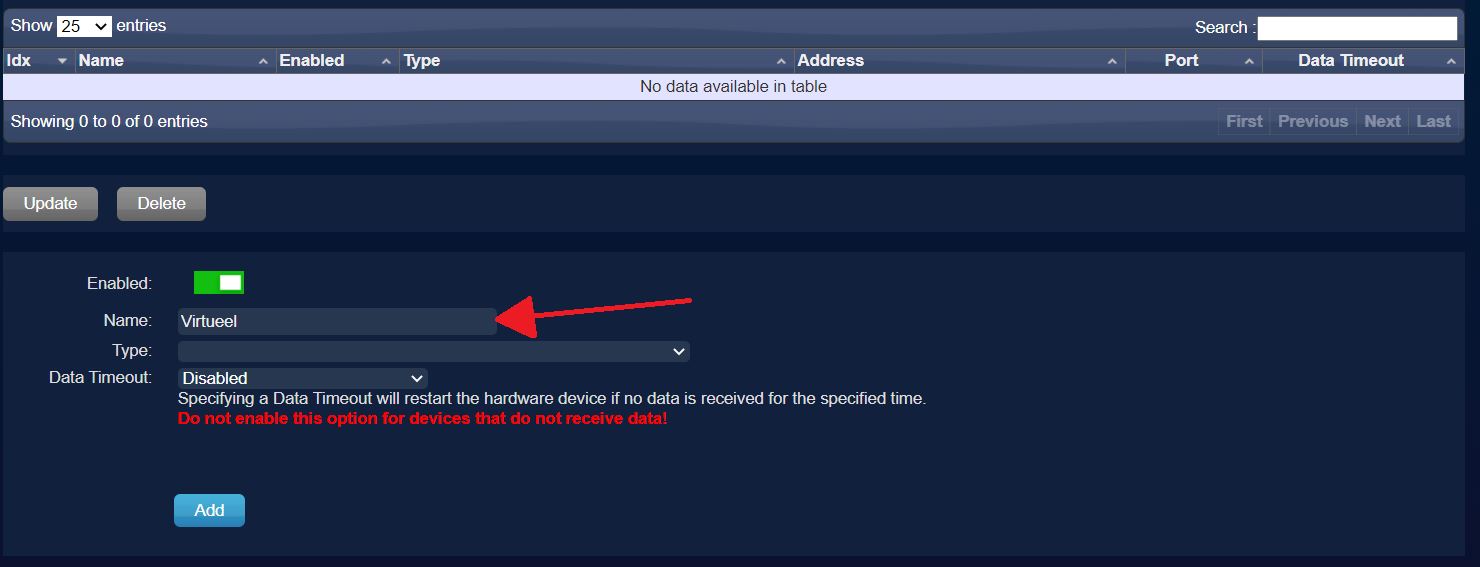 Show 25 entries Search :
Idx Name Enabled Type Address Port Data Timeout
No data available in table
Showing 0 to 0 of 0 entries First Previous Next Last
Update Delete
Enabled:
Name: Virtueel
Type:
Data Timeout: Disabled
Specifying a Data Timeout will restart the hardware device if no data is received for the specified time.
Do not enable this option for devices that do not receive data!
Add